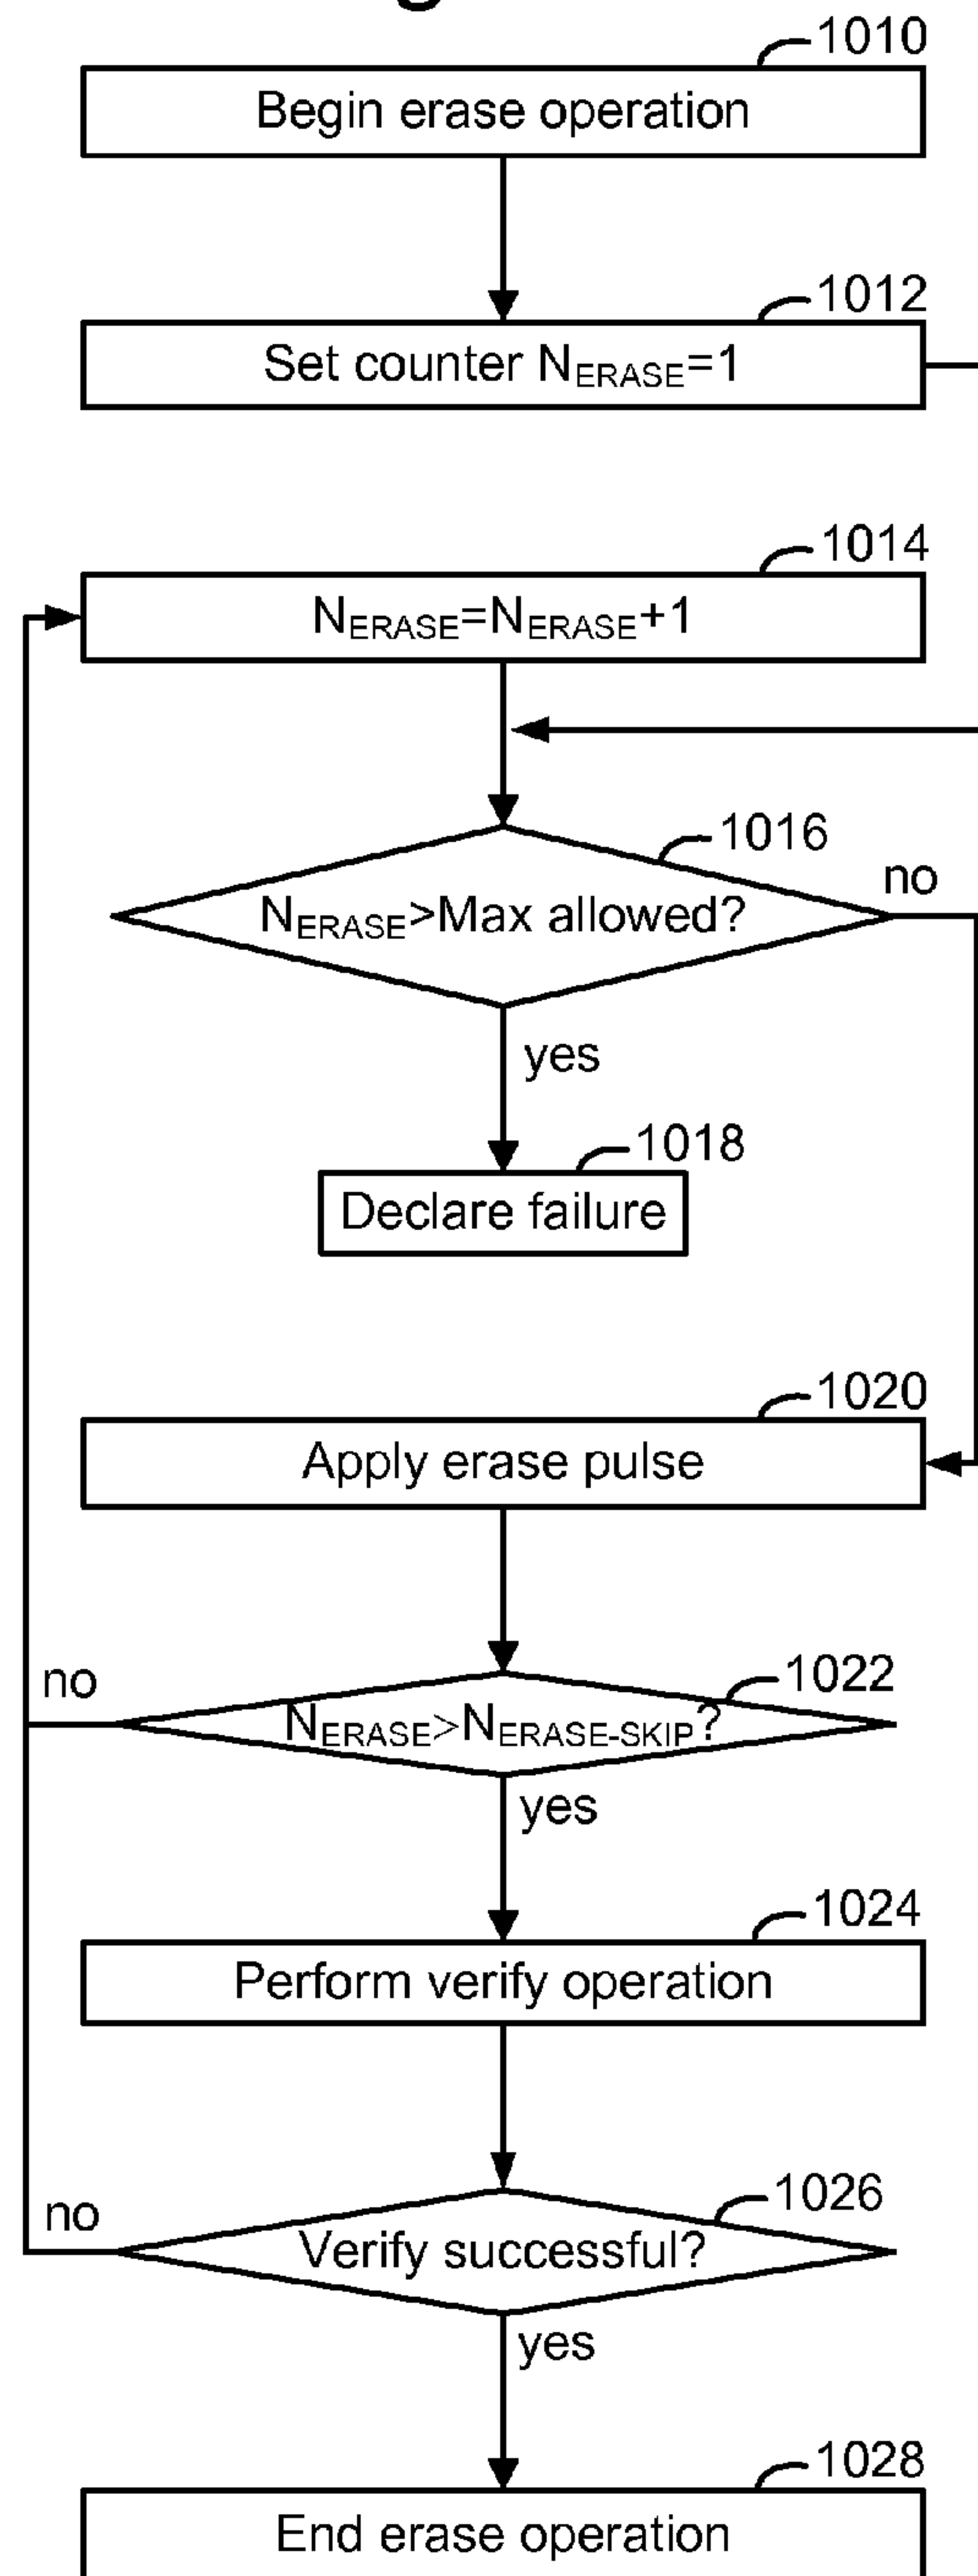 1010
Begin erase operation
1012
Set counter NERASE=1
1014
NERASE=NERASE+1
1016
no
NERASE>Max allowed?
yes
1018
Declare failure
1020
Apply erase pulse
1022
no
NERASE>NERASE-SKIP?
yes
1024
Perform verify operation
1026
no
Verify successful?
yes
1028
End erase operation